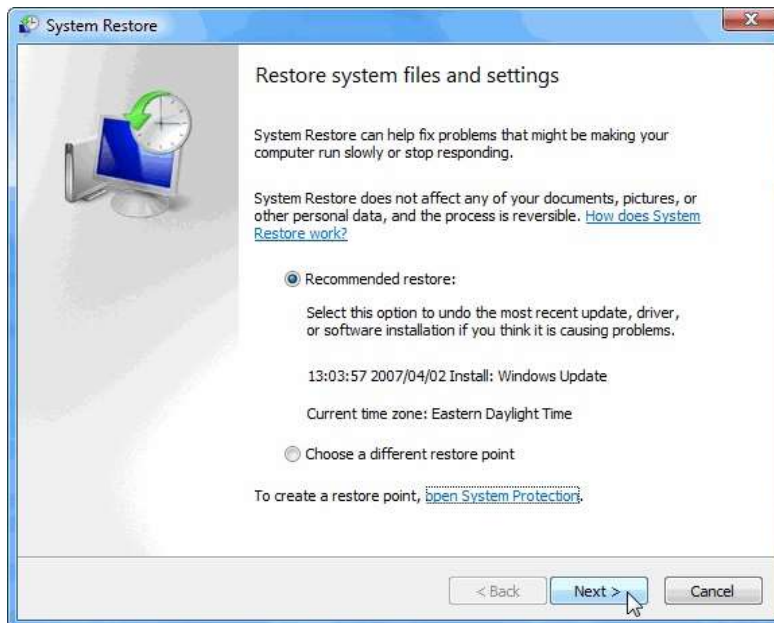 System Restore
Restore system files and settings
System Restore can help fix problems that might be making your
computer run slowly or stop responding.
System Restore does not affect any of your documents, pictures, or
other personal data, and the process is reversible. How does System
Restore work?
Recommended restore:
Select this option to undo the most recent update, driver,
or software installation if you think it is causing problems.
13:03:57 2007/04/02 Install: Windows Update
Current time zone: Eastern Daylight Time
Choose a different restore point
To create a restore point, open System Protection.
< Back Next > Cancel